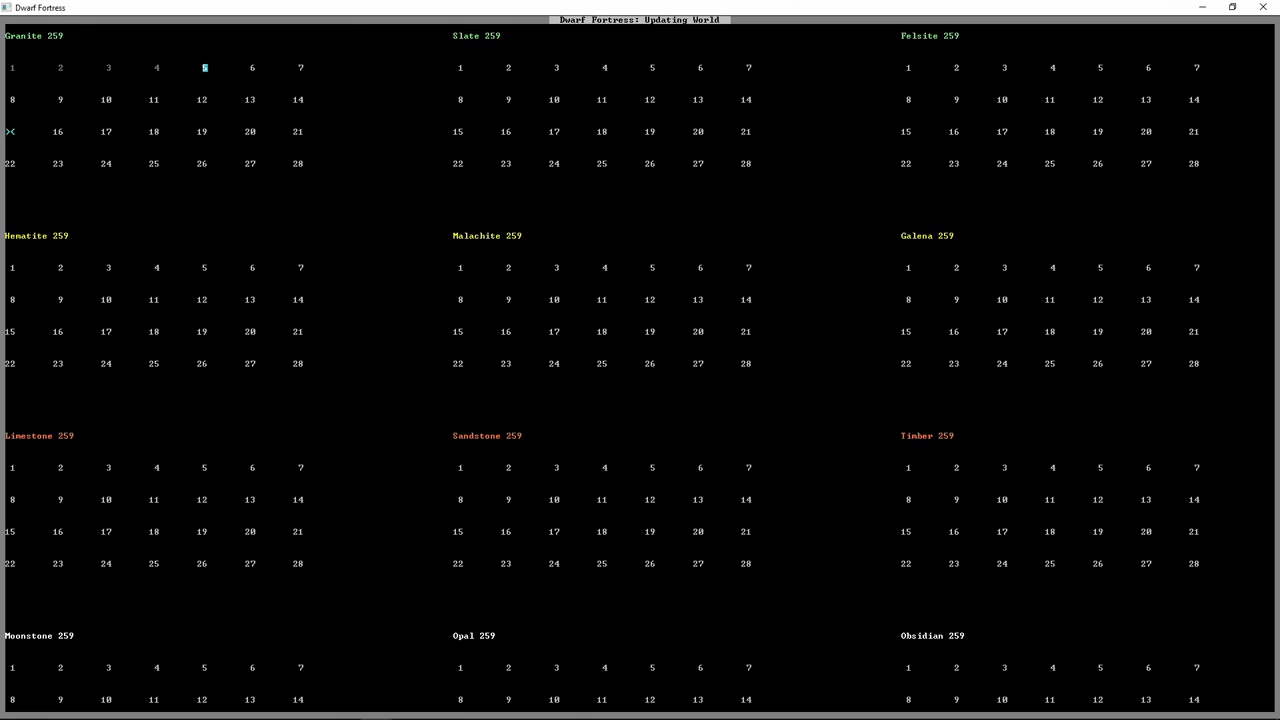 Dwarf Fortress
Dwarf Fortress: Updating World
Granite 259 Slate 259 Felsite 259
1 2 3 4 5 6 7 1 2 3 4 5 6 7 1 2 3 4 5 6 7
8 9 10 11 12 13 14 8 9 10 11 12 13 14 8 9 10 11 12 13 14
>< 16 17 18 19 20 21 15 16 17 18 19 20 21 15 16 17 18 19 20 21
22 23 24 25 26 27 28 22 23 24 25 26 27 28 22 23 24 25 26 27 28
Hematite 259 Malachite 259 Galena 259
1 2 3 4 5 6 7 1 2 3 4 5 6 7 1 2 3 4 5 6 7
8 9 10 11 12 13 14 8 9 10 11 12 13 14 8 9 10 11 12 13 14
15 16 17 18 19 20 21 15 16 17 18 19 20 21 15 16 17 18 19 20 21
22 23 24 25 26 27 28 22 23 24 25 26 27 28 22 23 24 25 26 27 28
Limestone 259 Sandstone 259 Timber 259
1 2 3 4 5 6 7 1 2 3 4 5 6 7 1 2 3 4 5 6 7
8 9 10 11 12 13 14 8 9 10 11 12 13 14 8 9 10 11 12 13 14
15 16 17 18 19 20 21 15 16 17 18 19 20 21 15 16 17 18 19 20 21
22 23 24 25 26 27 28 22 23 24 25 26 27 28 22 23 24 25 26 27 28
Moonstone 259 Opal 259 Obsidian 259
1 2 3 4 5 6 7 1 2 3 4 5 6 7 1 2 3 4 5 6 7
8 9 10 11 12 13 14 8 9 10 11 12 13 14 8 9 10 11 12 13 14